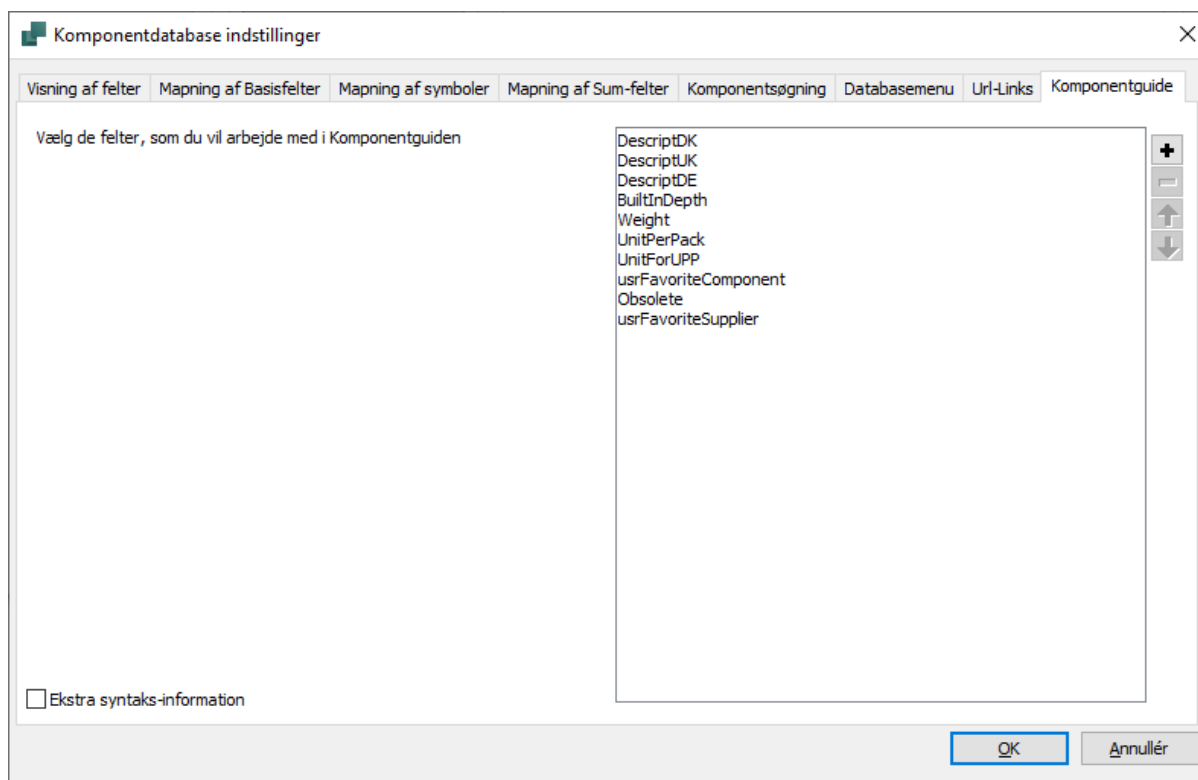 Komponentdatabase indstillinger
Visning af felter Mapning af Basisfelter Mapning af symboler Mapning af Sum-felter Komponentsøgning Databasemenu Url-Links Komponentguide
Vælg de felter, som du vil arbejde med i Komponentguiden
DescriptDK
DescriptUK
DescriptDE
BuiltInDepth
Weight
UnitPerPack
UnitForUPP
usrFavoriteComponent
Obsolete
usrFavoriteSupplier
Ekstra syntaks-information
OK Annullér